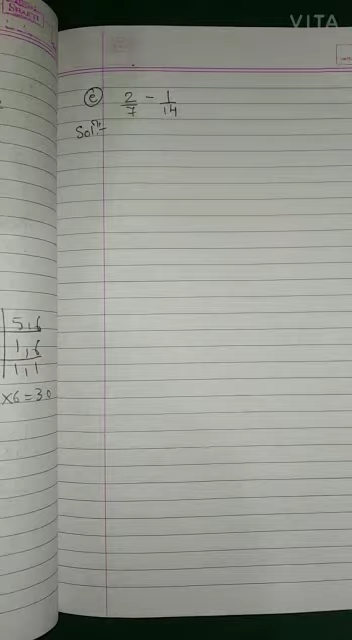 VITA
5, 6
1, 6
1, 1
×6 = 30
(e) 2/7 - 1/14
Solⁿ:-